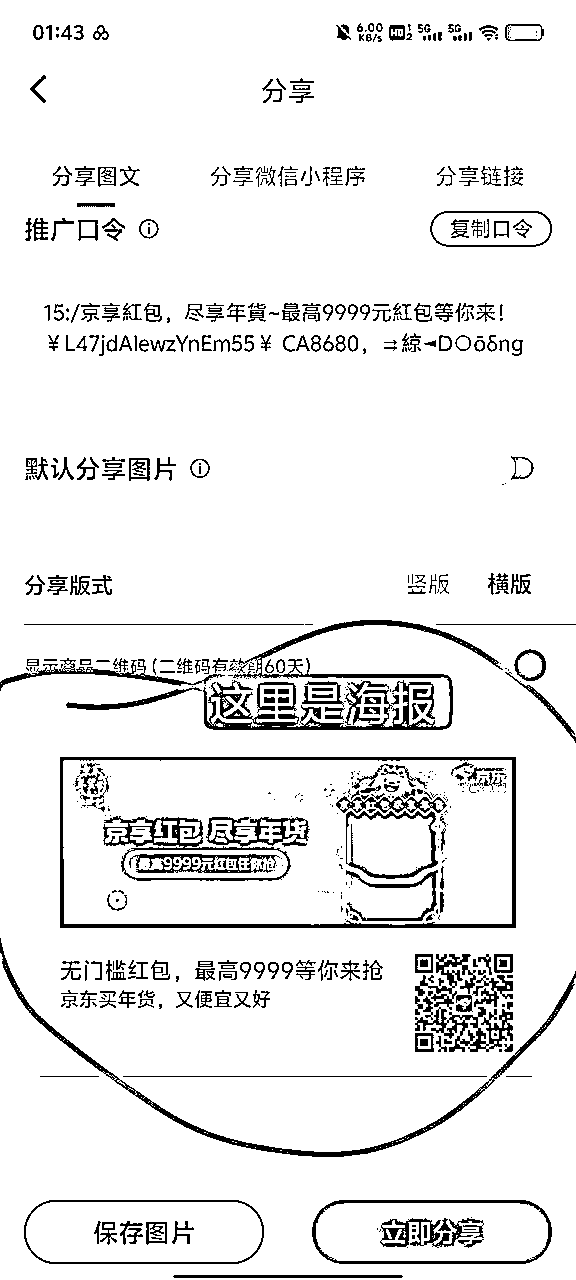 01:43
6.00 KB/s HD 1 2 5G 5G
分享
分享图文 分享微信小程序 分享链接
推广口令 复制口令
15:/京享紅包，尽享年貨~最高9999元紅包等你来！
￥L47jdAlewzYnEm55￥ CA8680，⇉綡◄DOōδng
默认分享图片
分享版式 竖版 横版
显示商品二维码（二维码有效期60天）
这里是海报
京东
京享红包 尽享年货
最高9999元红包任你抢
无门槛红包，最高9999等你来抢
京东买年货，又便宜又好
保存图片 立即分享